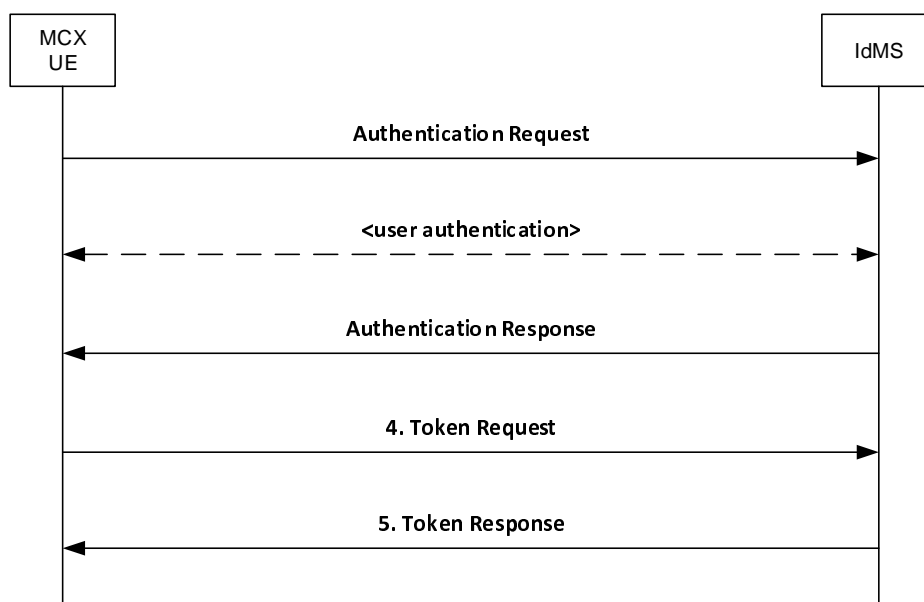 MCX
UE
IdMS
Authentication Request
<user authentication>
Authentication Response
4. Token Request
5. Token Response